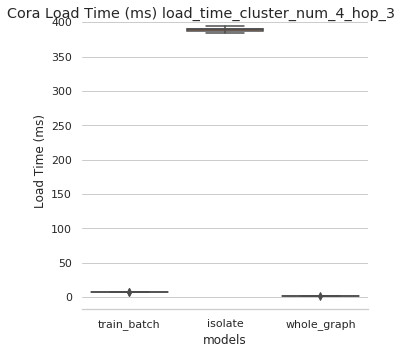 Cora Load Time (ms) load_time_cluster_num_4_hop_3
400
350
300
250
200
150
100
50
0
Load Time (ms)
train_batch
isolate
whole_graph
models